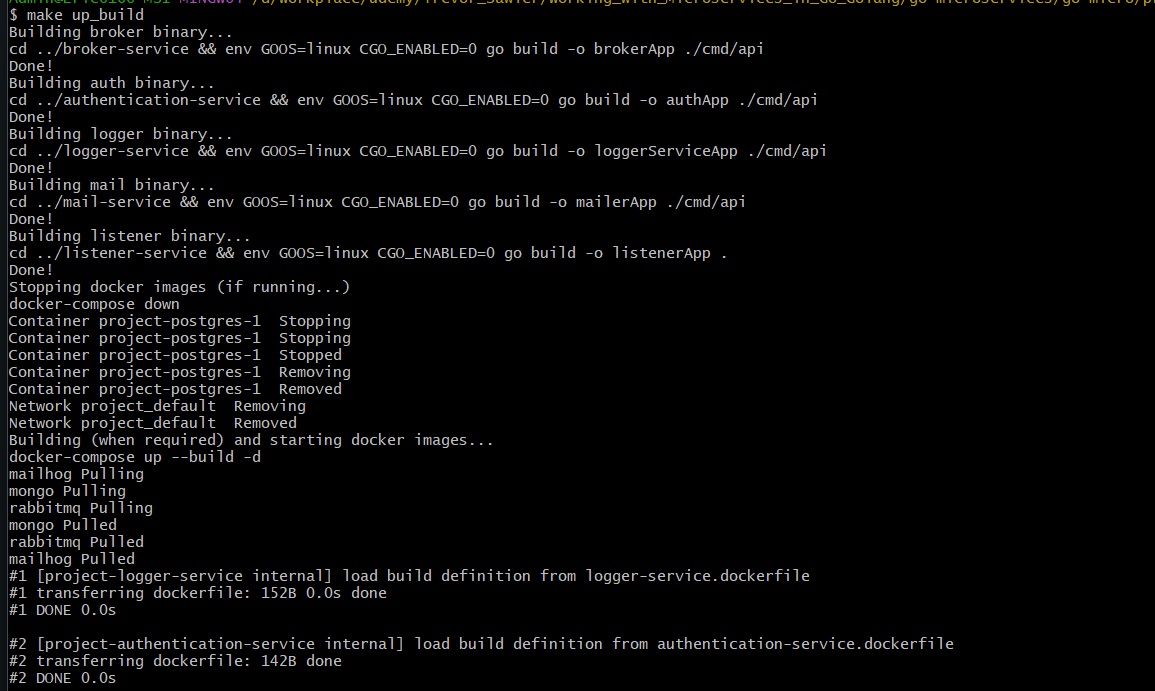 $ make up_build
Building broker binary...
cd ../broker-service && env GOOS=linux CGO_ENABLED=0 go build -o brokerApp ./cmd/api
Done!
Building auth binary...
cd ../authentication-service && env GOOS=linux CGO_ENABLED=0 go build -o authApp ./cmd/api
Done!
Building logger binary...
cd ../logger-service && env GOOS=linux CGO_ENABLED=0 go build -o loggerServiceApp ./cmd/api
Done!
Building mail binary...
cd ../mail-service && env GOOS=linux CGO_ENABLED=0 go build -o mailerApp ./cmd/api
Done!
Building listener binary...
cd ../listener-service && env GOOS=linux CGO_ENABLED=0 go build -o listenerApp .
Done!
Stopping docker images (if running...)
docker-compose down
Container project-postgres-1  Stopping
Container project-postgres-1  Stopping
Container project-postgres-1  Stopped
Container project-postgres-1  Removing
Container project-postgres-1  Removed
Network project_default  Removing
Network project_default  Removed
Building (when required) and starting docker images...
docker-compose up --build -d
mailhog Pulling
mongo Pulling
rabbitmq Pulling
mongo Pulled
rabbitmq Pulled
mailhog Pulled
#1 [project-logger-service internal] load build definition from logger-service.dockerfile
#1 transferring dockerfile: 152B 0.0s done
#1 DONE 0.0s
#2 [project-authentication-service internal] load build definition from authentication-service.dockerfile
#2 transferring dockerfile: 142B done
#2 DONE 0.0s